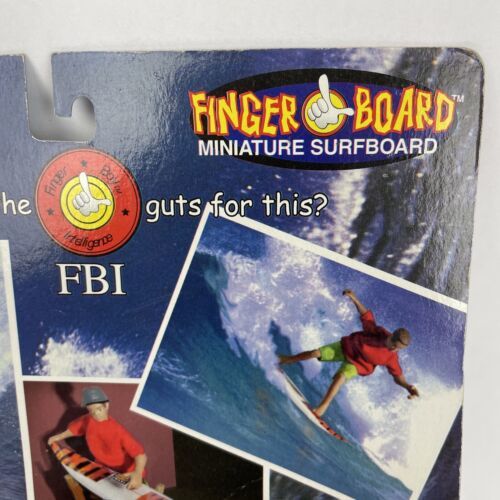 FINGER BOARD™
MINIATURE SURFBOARD
he guts for this?
Finger Board
Intelligence
FBI